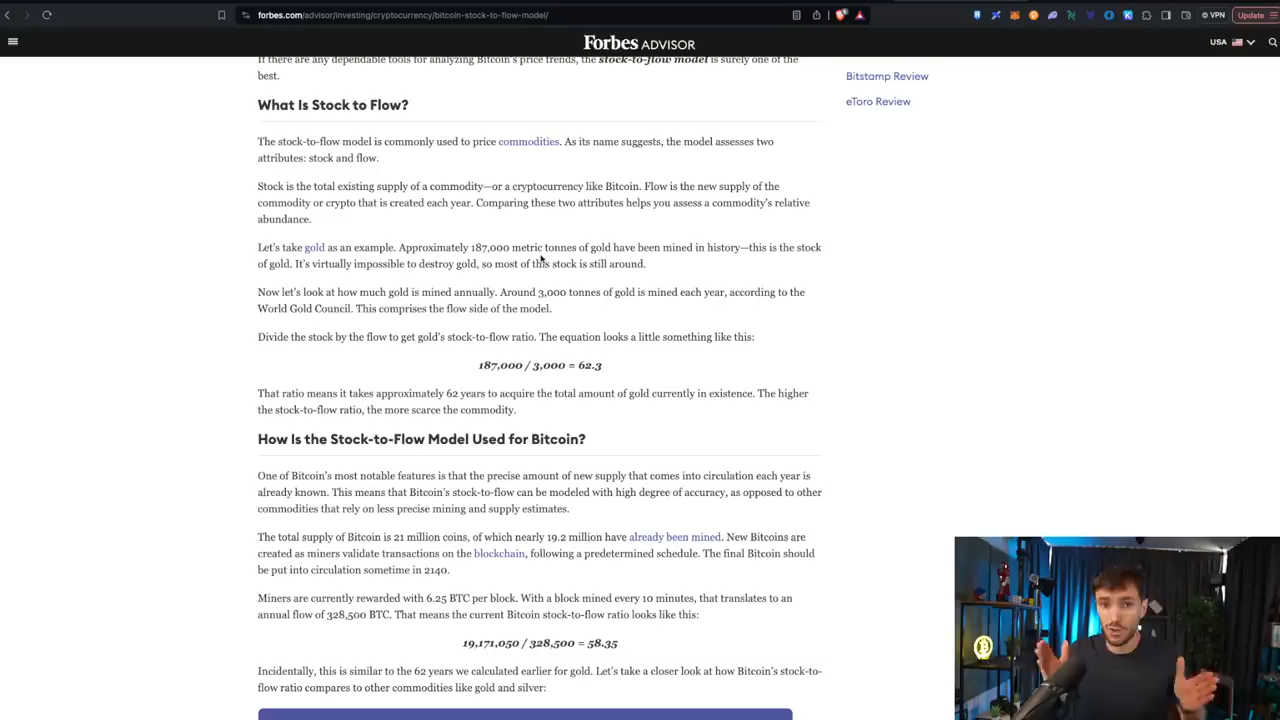 forbes.com/advisor/investing/cryptocurrency/bitcoin-stock-to-flow-model/
VPN
Update
Forbes ADVISOR
USA
If there are any dependable tools for analyzing Bitcoin's price trends, the stock-to-flow model is surely one of the
best.
Bitstamp Review
eToro Review
What Is Stock to Flow?
The stock-to-flow model is commonly used to price commodities. As its name suggests, the model assesses two
attributes: stock and flow.
Stock is the total existing supply of a commodity—or a cryptocurrency like Bitcoin. Flow is the new supply of the
commodity or crypto that is created each year. Comparing these two attributes helps you assess a commodity's relative
abundance.
Let's take gold as an example. Approximately 187,000 metric tonnes of gold have been mined in history—this is the stock
of gold. It's virtually impossible to destroy gold, so most of this stock is still around.
Now let's look at how much gold is mined annually. Around 3,000 tonnes of gold is mined each year, according to the
World Gold Council. This comprises the flow side of the model.
Divide the stock by the flow to get gold's stock-to-flow ratio. The equation looks a little something like this:
187,000 / 3,000 = 62.3
That ratio means it takes approximately 62 years to acquire the total amount of gold currently in existence. The higher
the stock-to-flow ratio, the more scarce the commodity.
How Is the Stock-to-Flow Model Used for Bitcoin?
One of Bitcoin's most notable features is that the precise amount of new supply that comes into circulation each year is
already known. This means that Bitcoin's stock-to-flow can be modeled with high degree of accuracy, as opposed to other
commodities that rely on less precise mining and supply estimates.
The total supply of Bitcoin is 21 million coins, of which nearly 19.2 million have already been mined. New Bitcoins are
created as miners validate transactions on the blockchain, following a predetermined schedule. The final Bitcoin should
be put into circulation sometime in 2140.
Miners are currently rewarded with 6.25 BTC per block. With a block mined every 10 minutes, that translates to an
annual flow of 328,500 BTC. That means the current Bitcoin stock-to-flow ratio looks like this:
19,171,050 / 328,500 = 58.35
Incidentally, this is similar to the 62 years we calculated earlier for gold. Let's take a closer look at how Bitcoin's stock-to-
flow ratio compares to other commodities like gold and silver: